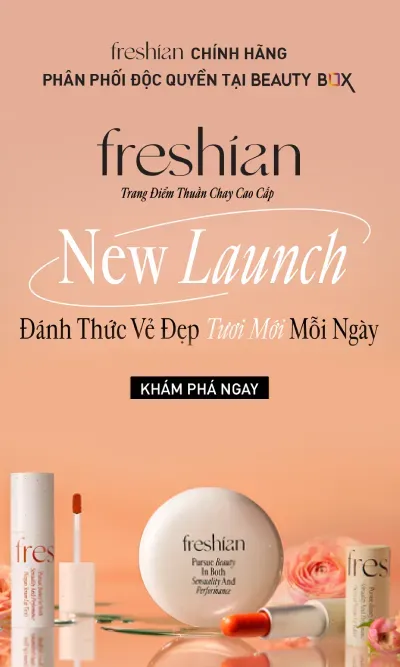 freshian CHÍNH HÃNG
PHÂN PHỐI ĐỘC QUYỀN TẠI BEAUTY BOX
freshian
Trang Điểm Thuần Chay Cao Cấp
New Launch
Đánh Thức Vẻ Đẹp Tươi Mới Mỗi Ngày
KHÁM PHÁ NGAY
fres
freshian
Pursue Beauty
In Both
Sensuality And
Performance
fres